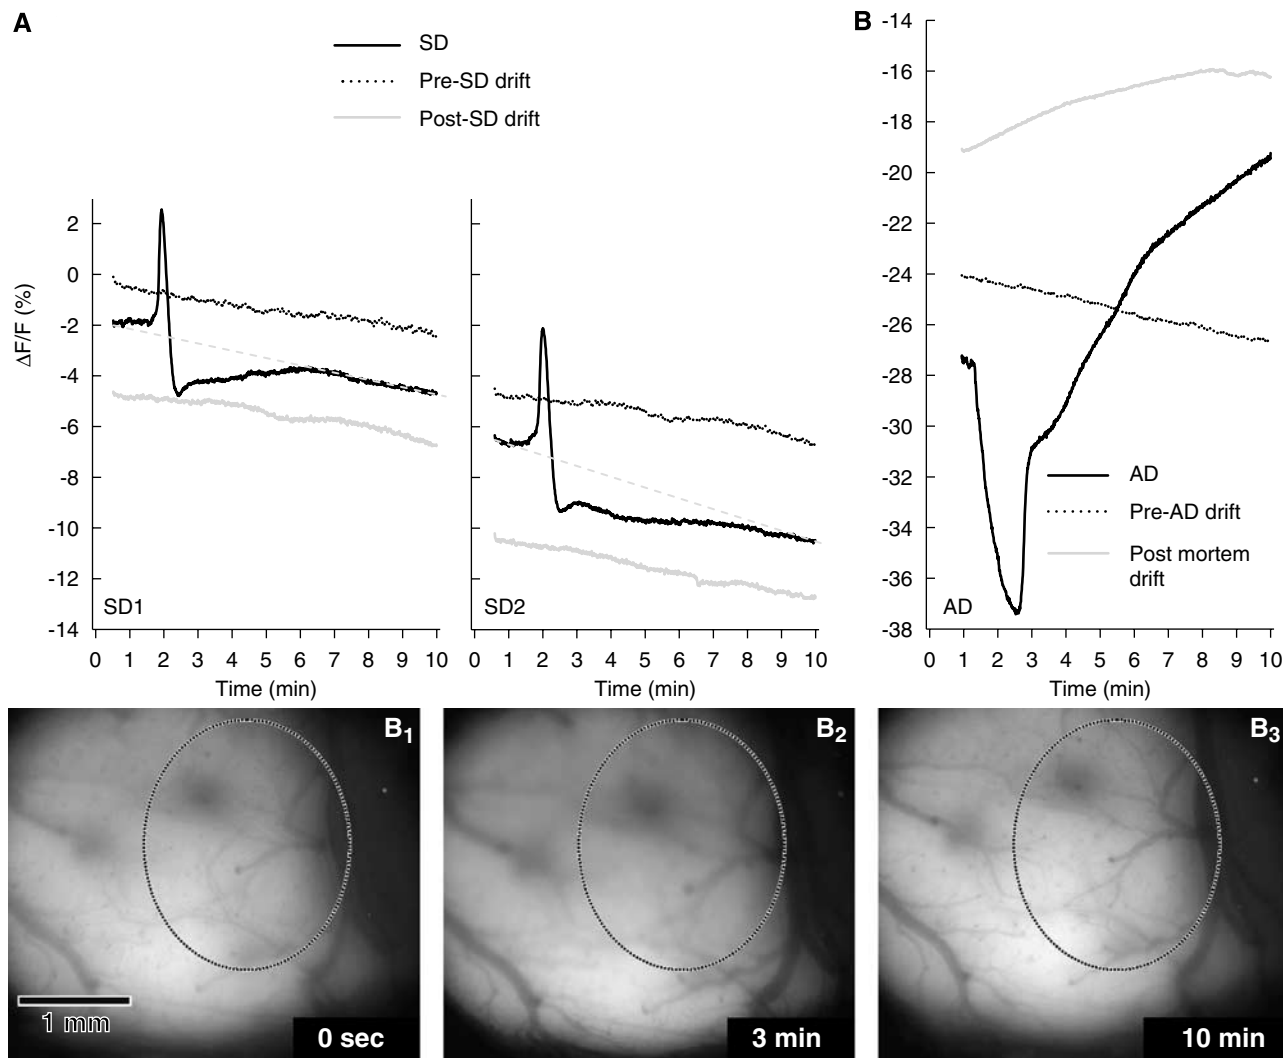 A
SD
Pre-SD drift
Post-SD drift
ΔF/F (%)
2
0
-2
-4
-6
-8
-10
-12
-14
SD1
0 1 2 3 4 5 6 7 8 9 10
Time (min)
SD2
0 1 2 3 4 5 6 7 8 9 10
Time (min)
B
-14
-16
-18
-20
-22
-24
-26
-28
-30
-32
-34
-36
-38
AD
Pre-AD drift
Post mortem
drift
AD
0 1 2 3 4 5 6 7 8 9 10
Time (min)
B1
1 mm
0 sec
B2
3 min
B3
10 min